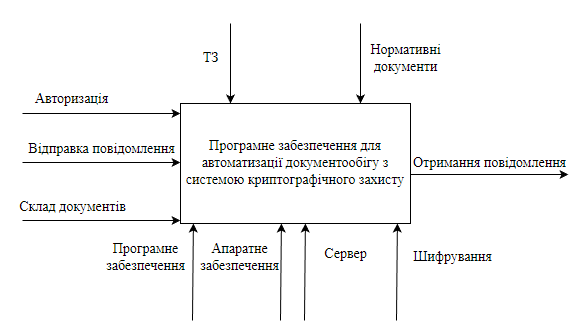 ТЗ
Нормативні
документи
Авторизація
Відправка повідомлення
Склад документів
Програмне забезпечення для
автоматизації документообігу з
системою криптографічного захисту
Отримання повідомлення
Програмне
забезпечення
Апаратне
забезпечення
Сервер
Шифрування